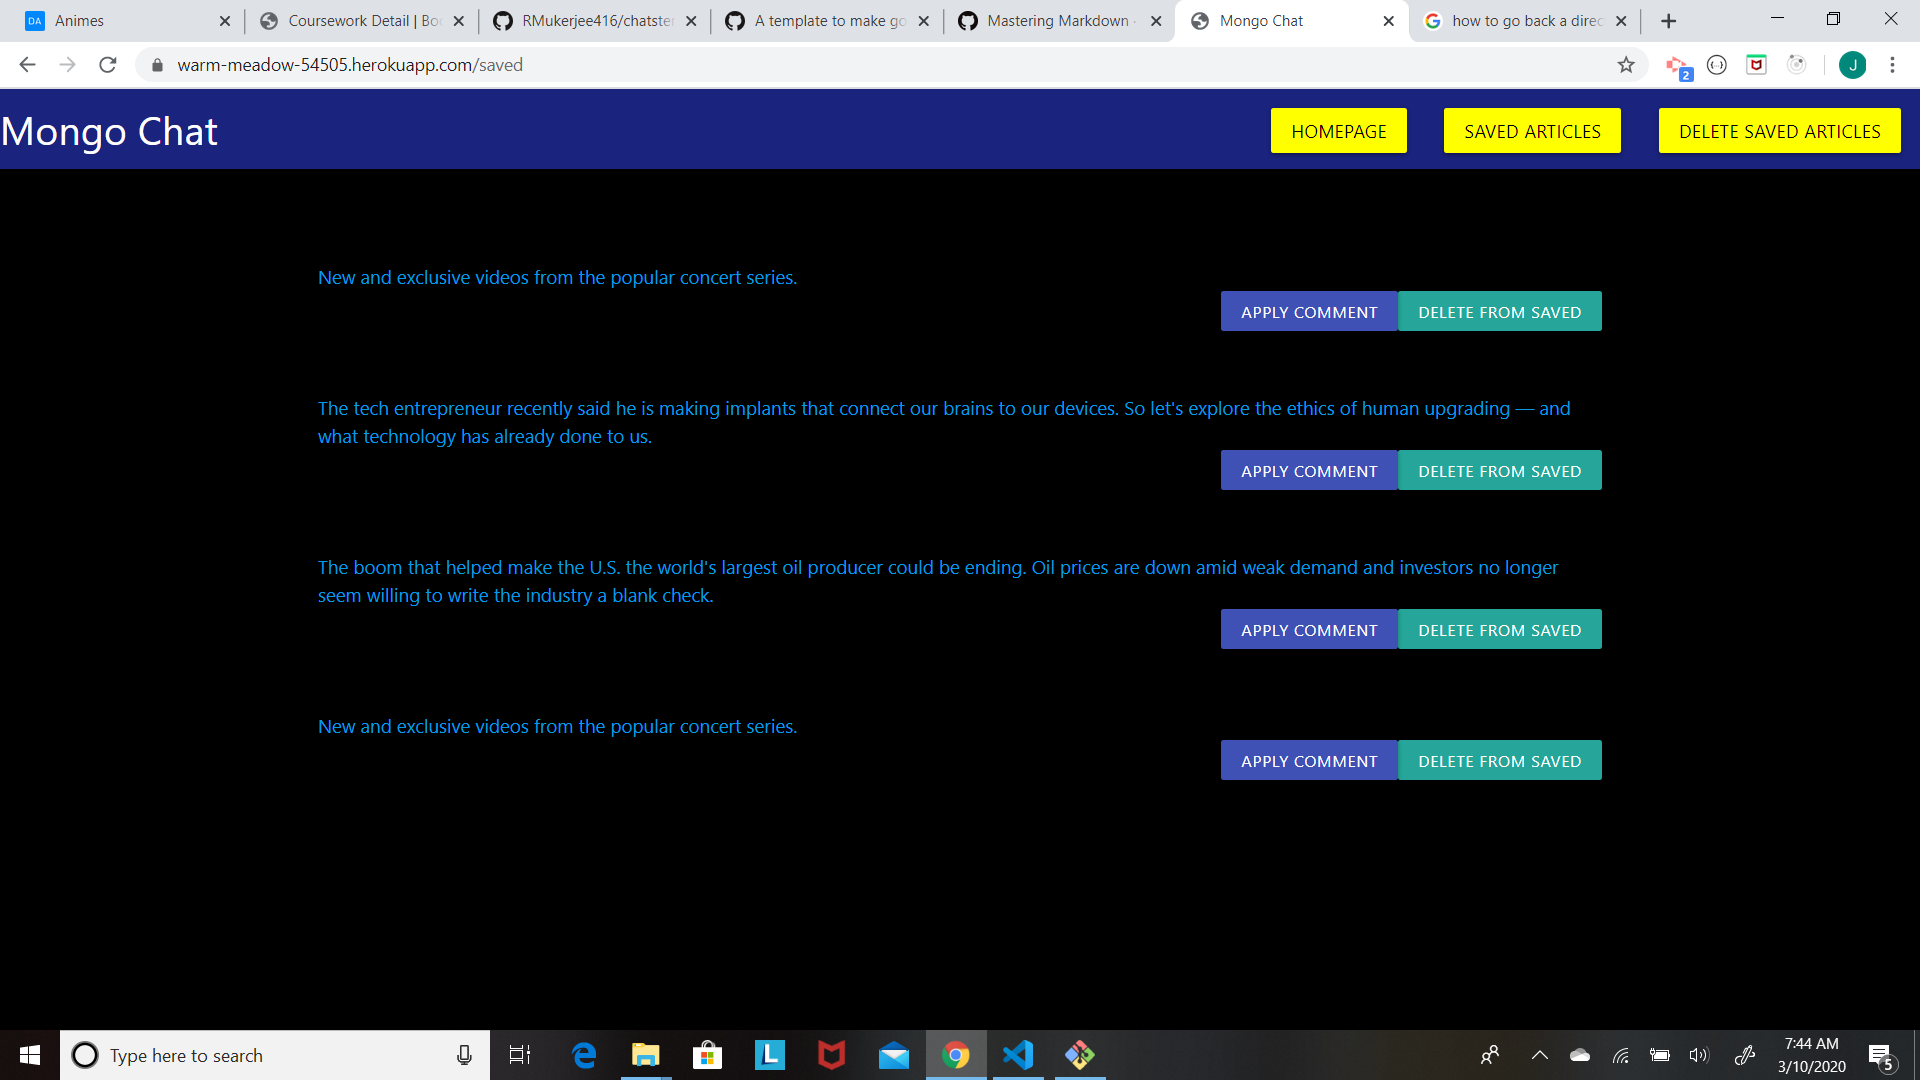 DA Animes
Coursework Detail | Bo
RMukerjee416/chatster
A template to make go
Mastering Markdown
Mongo Chat
how to go back a direc
warm-meadow-54505.herokuapp.com/saved
2
J
Mongo Chat
HOMEPAGE
SAVED ARTICLES
DELETE SAVED ARTICLES
New and exclusive videos from the popular concert series.
APPLY COMMENT
DELETE FROM SAVED
The tech entrepreneur recently said he is making implants that connect our brains to our devices. So let's explore the ethics of human upgrading — and
what technology has already done to us.
APPLY COMMENT
DELETE FROM SAVED
The boom that helped make the U.S. the world's largest oil producer could be ending. Oil prices are down amid weak demand and investors no longer
seem willing to write the industry a blank check.
APPLY COMMENT
DELETE FROM SAVED
New and exclusive videos from the popular concert series.
APPLY COMMENT
DELETE FROM SAVED
Type here to search
L
7:44 AM
3/10/2020
5